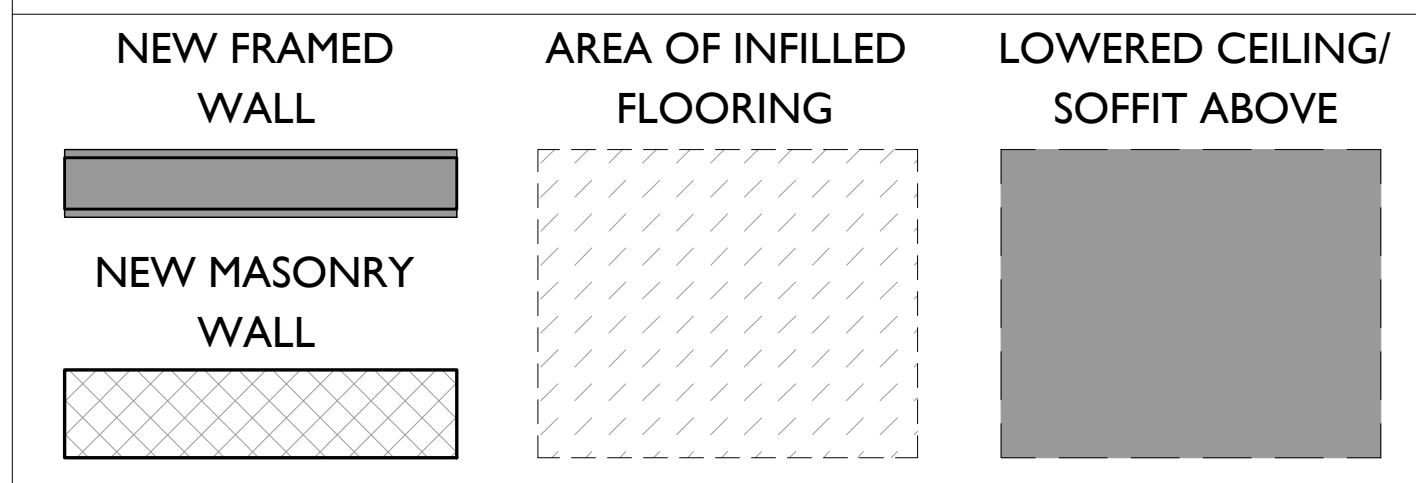 NEW FRAMED
WALL
NEW MASONRY
WALL
AREA OF INFILLED
FLOORING
LOWERED CEILING/
SOFFIT ABOVE